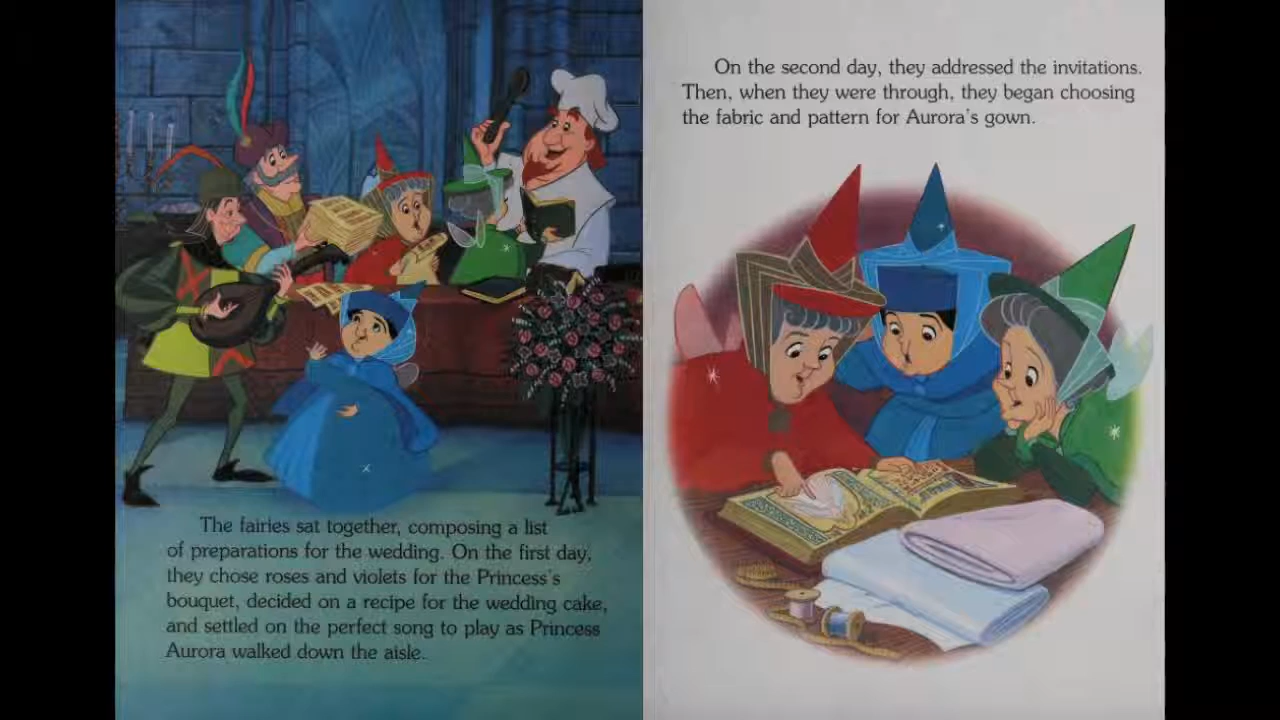 The fairies sat together, composing a list
of preparations for the wedding. On the first day,
they chose roses and violets for the Princess's
bouquet, decided on a recipe for the wedding cake,
and settled on the perfect song to play as Princess
Aurora walked down the aisle.
On the second day, they addressed the invitations.
Then, when they were through, they began choosing
the fabric and pattern for Aurora's gown.